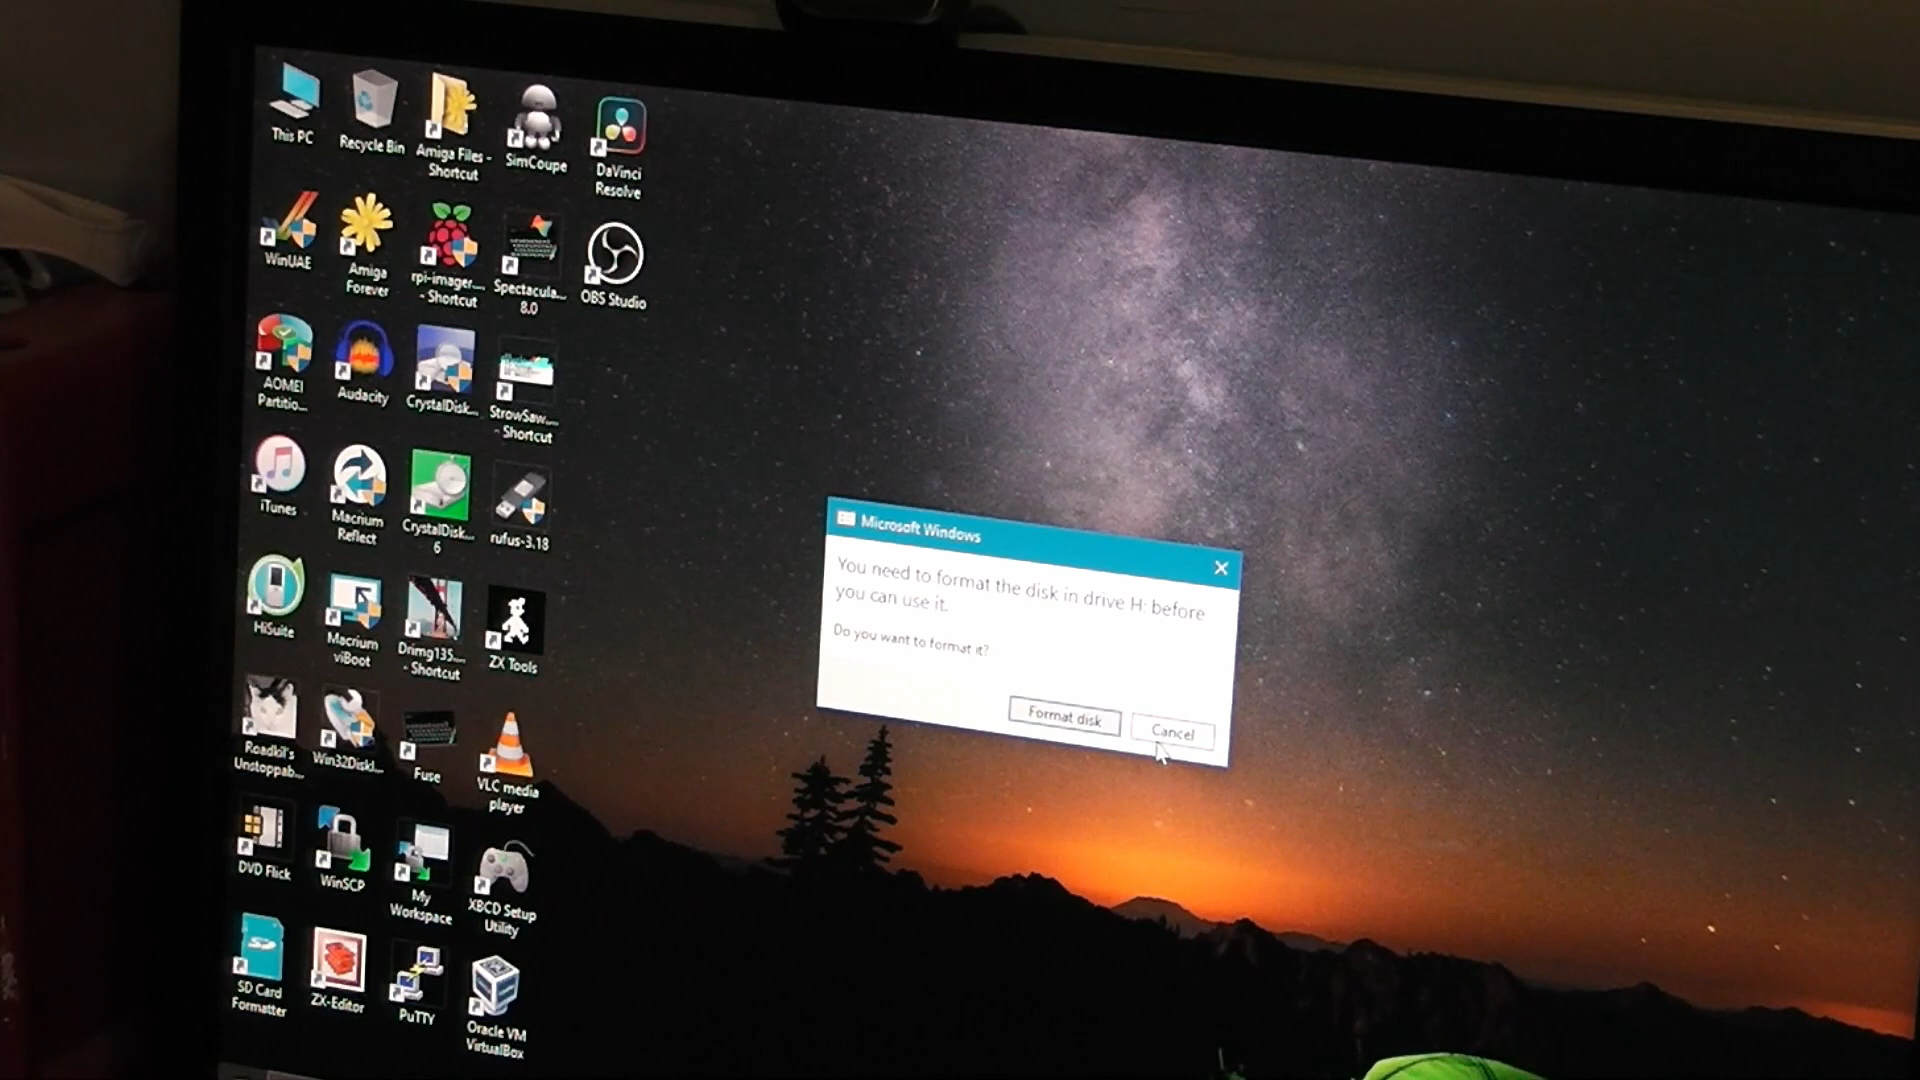 This PC
Recycle Bin
Amiga Files -
Shortcut
SimCoupe
DaVinci
Resolve
WinUAE
Amiga
Forever
rpi-imager....
- Shortcut
Spectacula...
8.0
OBS Studio
AOMEI
Partitio...
Audacity
CrystalDisk...
StrowSaw....
- Shortcut
iTunes
Macrium
Reflect
CrystalDisk...
6
rufus-3.18
HiSuite
Macrium
viBoot
Drimg135....
- Shortcut
ZX Tools
Roadkil's
Unstoppab...
Win32DiskI...
Fuse
VLC media
player
DVD Flick
WinSCP
My
Workspace
XBCD Setup
Utility
SD Card
Formatter
ZX-Editor
PuTTY
Oracle VM
VirtualBox
Microsoft Windows
You need to format the disk in drive H: before
you can use it.
Do you want to format it?
Format disk
Cancel